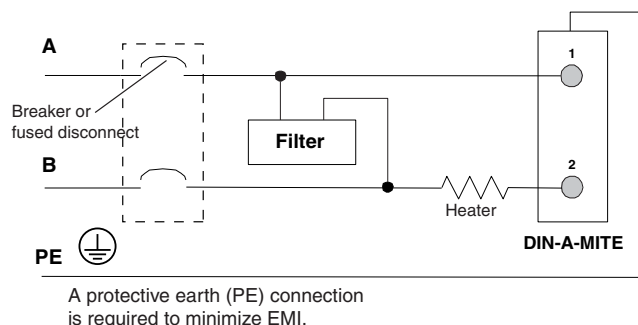 A
1
Breaker or
fused disconnect
Filter
B
2
Heater
DIN-A-MITE
PE
A protective earth (PE) connection
is required to minimize EMI.